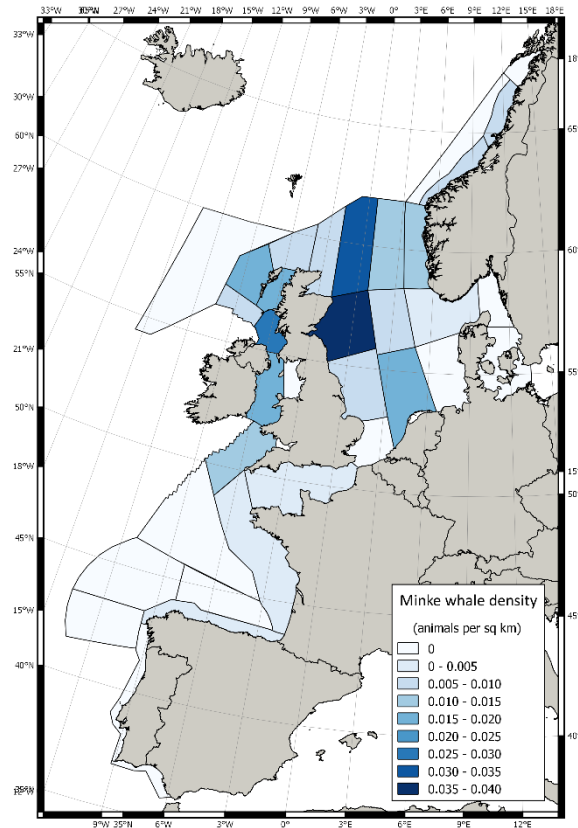 33°W
27°W 24°W 21°W 18°W 15°W 12°W 9°W 6°W 3°W 0° 3°E 6°E 9°E 12°E 15°E 18°E
33°W
18°
30°W
65°
60°N
27°W
24°W
60°
55°N
21°W
55°
50°N
18°W
15°
50°
45°N
15°W
45°
40°N
40°
Minke whale density
(animals per sq km)
0
0 - 0.005
0.005 - 0.010
0.010 - 0.015
0.015 - 0.020
0.020 - 0.025
0.025 - 0.030
0.030 - 0.035
0.035 - 0.040
9°W 35°N 6°W 3°W 0° 3°E 6°E 9°E 12°E